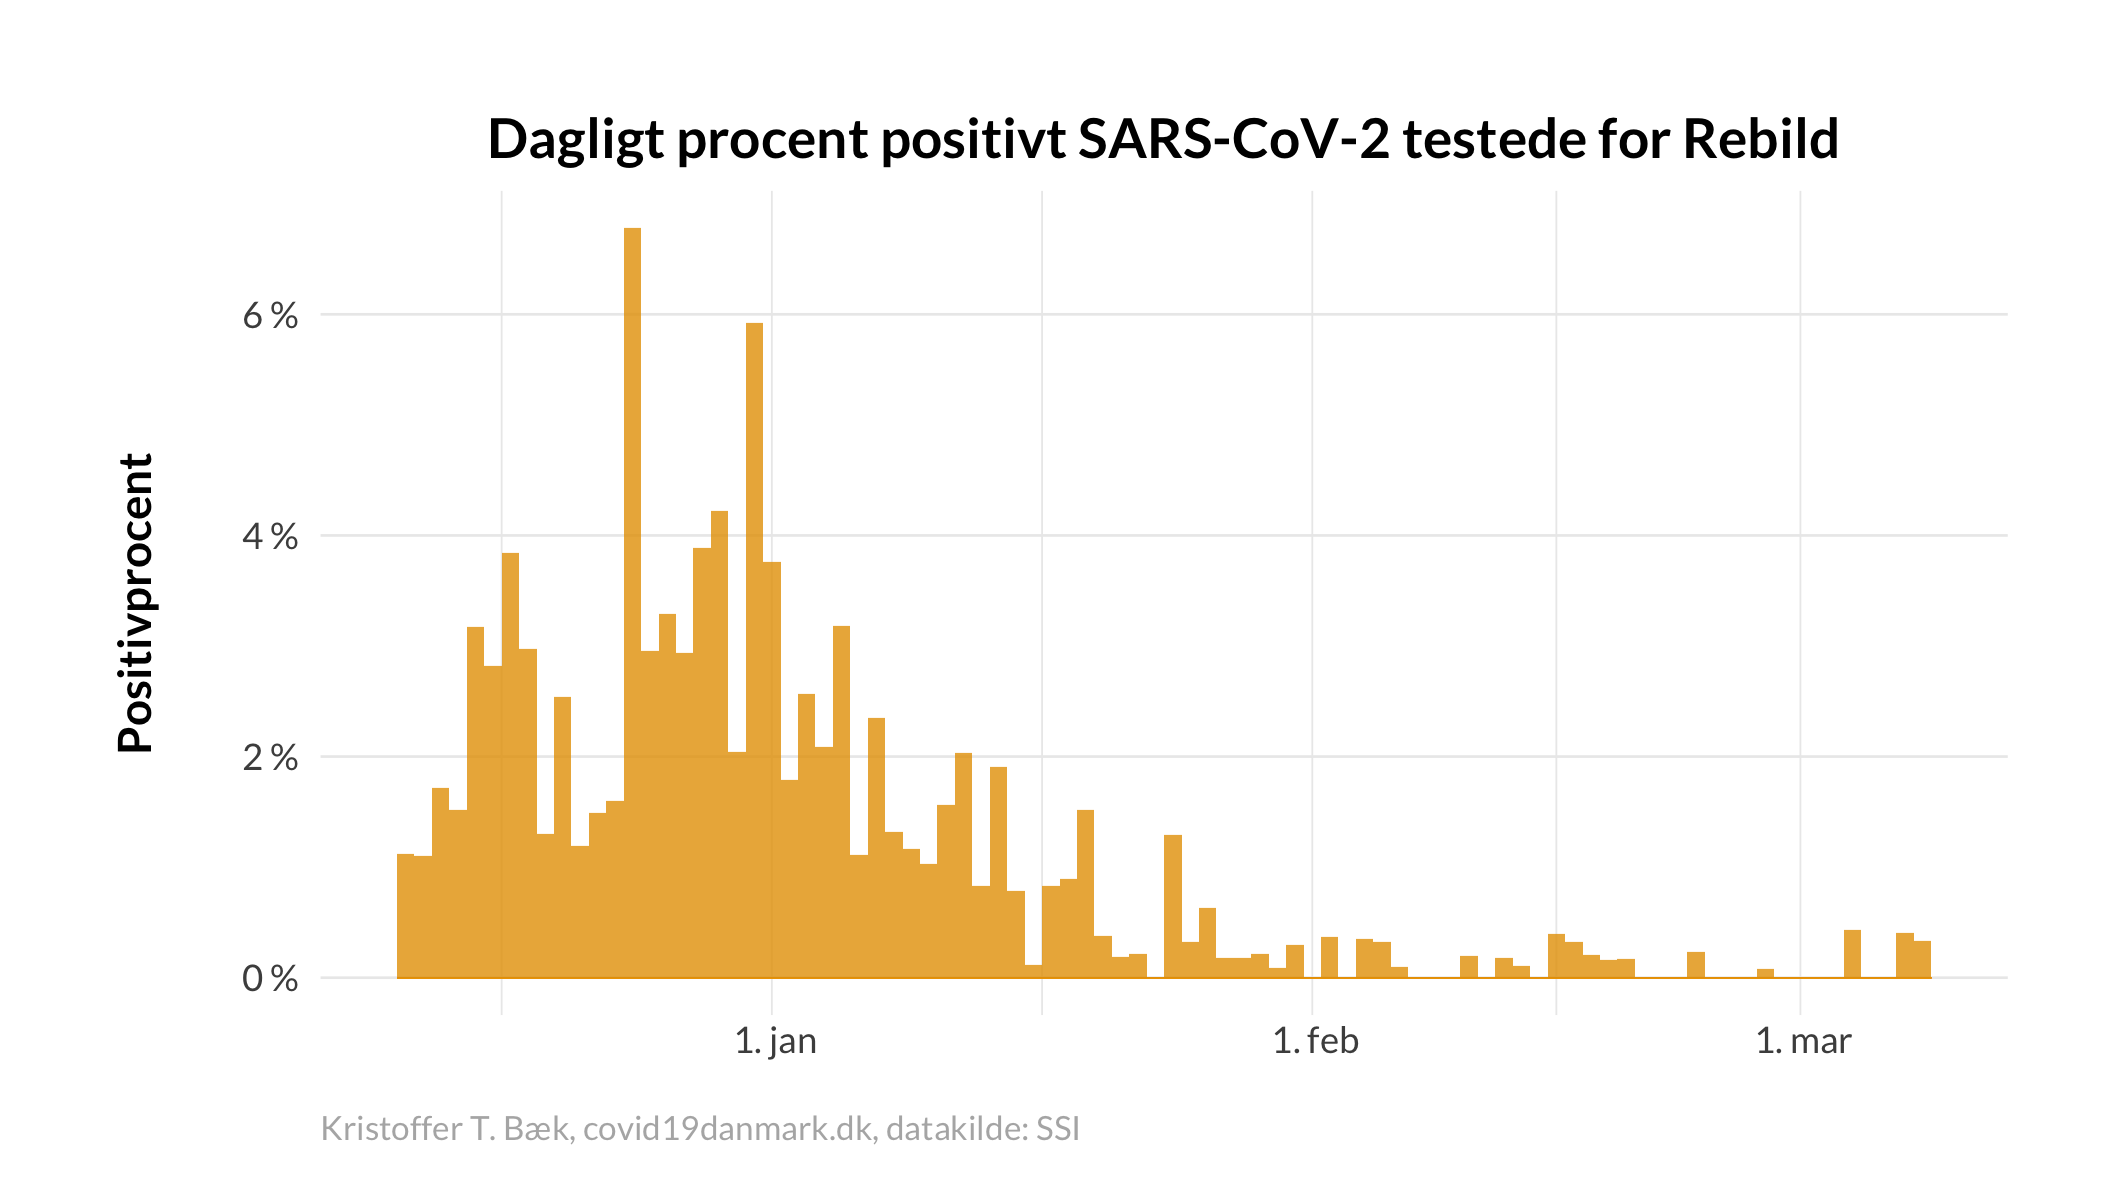 Dagligt procent positivt SARS-CoV-2 testede for Rebild
Positivprocent
6 %
4 %
2 %
0 %
1. jan
1. feb
1. mar
Kristoffer T. Bæk, covid19danmark.dk, datakilde: SSI